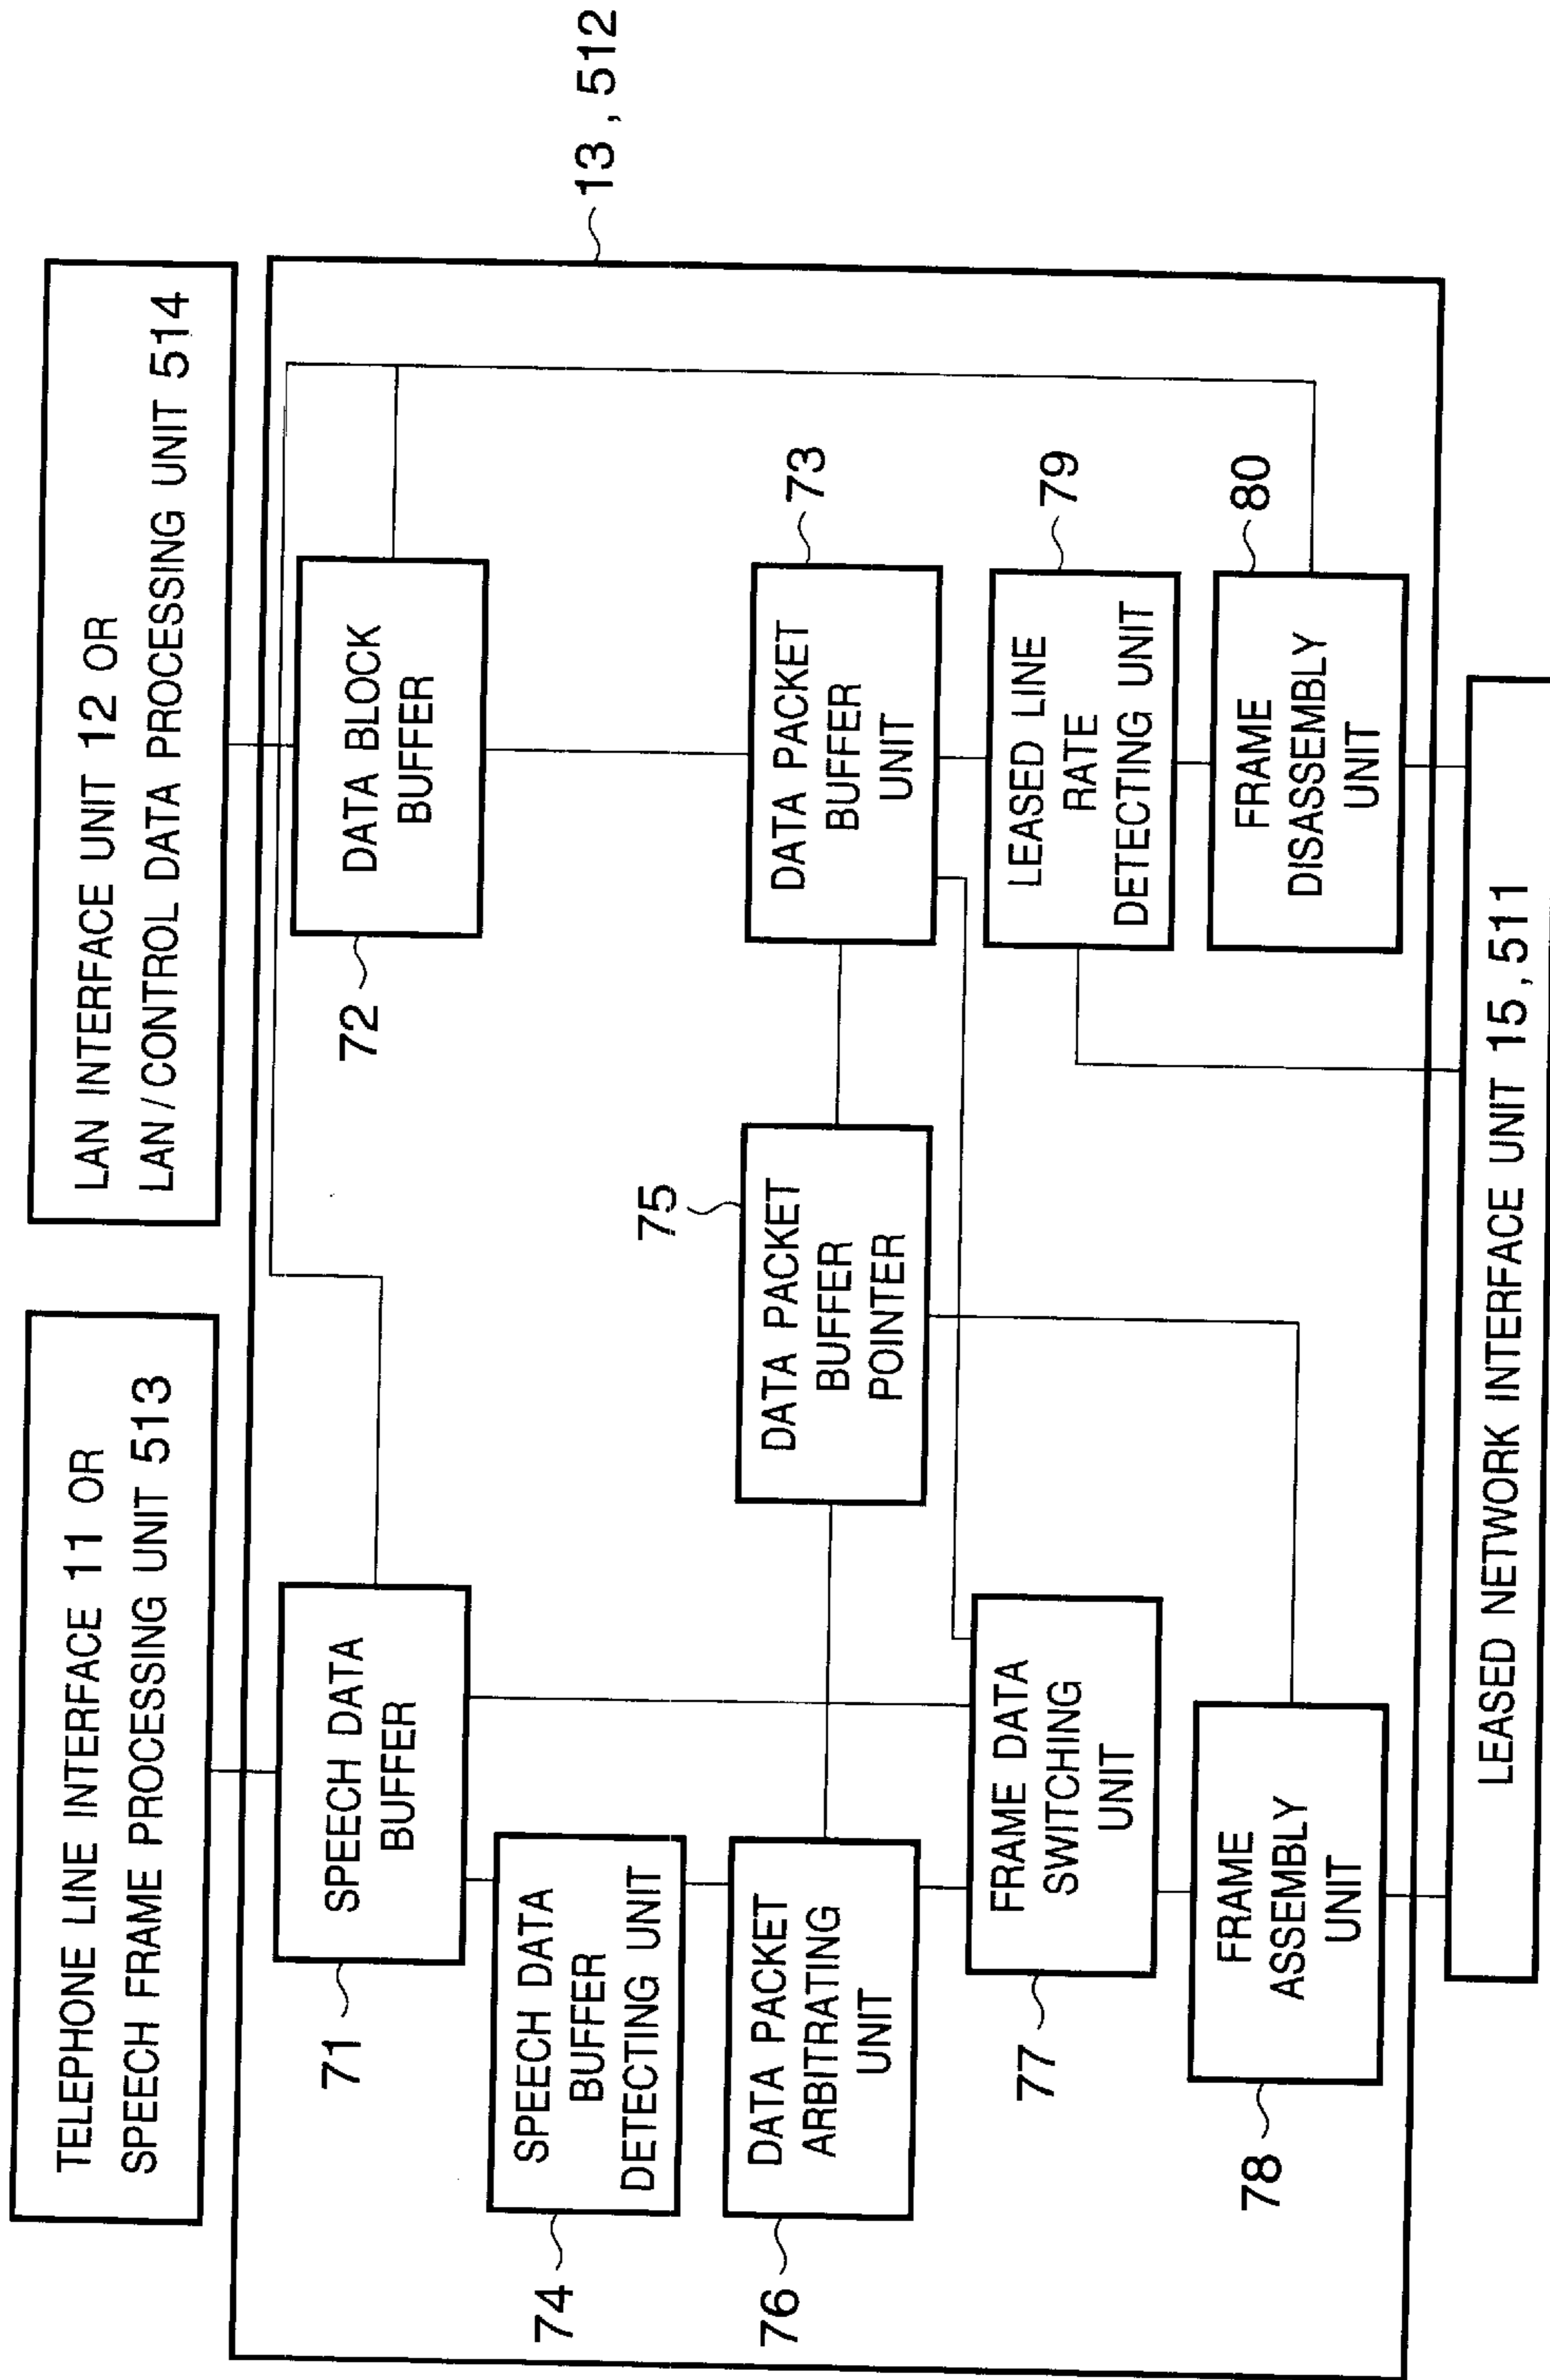 TELEPHONE LINE INTERFACE 11 OR
SPEECH FRAME PROCESSING UNIT 513
LAN INTERFACE UNIT 12 OR
LAN/CONTROL DATA PROCESSING UNIT 514
13, 512
71
SPEECH DATA
BUFFER
72
DATA BLOCK
BUFFER
74
SPEECH DATA
BUFFER
DETECTING UNIT
76
DATA PACKET
ARBITRATING
UNIT
75
DATA PACKET
BUFFER
POINTER
73
DATA PACKET
BUFFER
UNIT
77
FRAME DATA
SWITCHING
UNIT
79
LEASED LINE
RATE
DETECTING UNIT
78
FRAME
ASSEMBLY
UNIT
80
FRAME
DISASSEMBLY
UNIT
LEASED NETWORK INTERFACE UNIT 15, 511